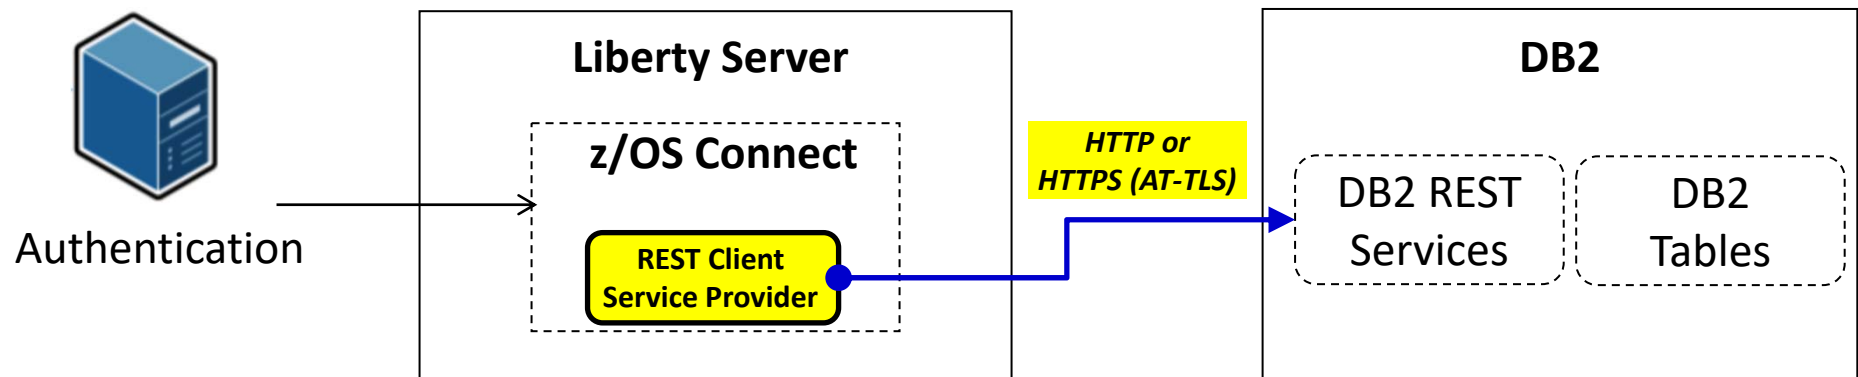 Authentication
Liberty Server
z/OS Connect
REST Client
Service Provider
HTTP or
HTTPS (AT-TLS)
DB2
DB2 REST
Services
DB2
Tables